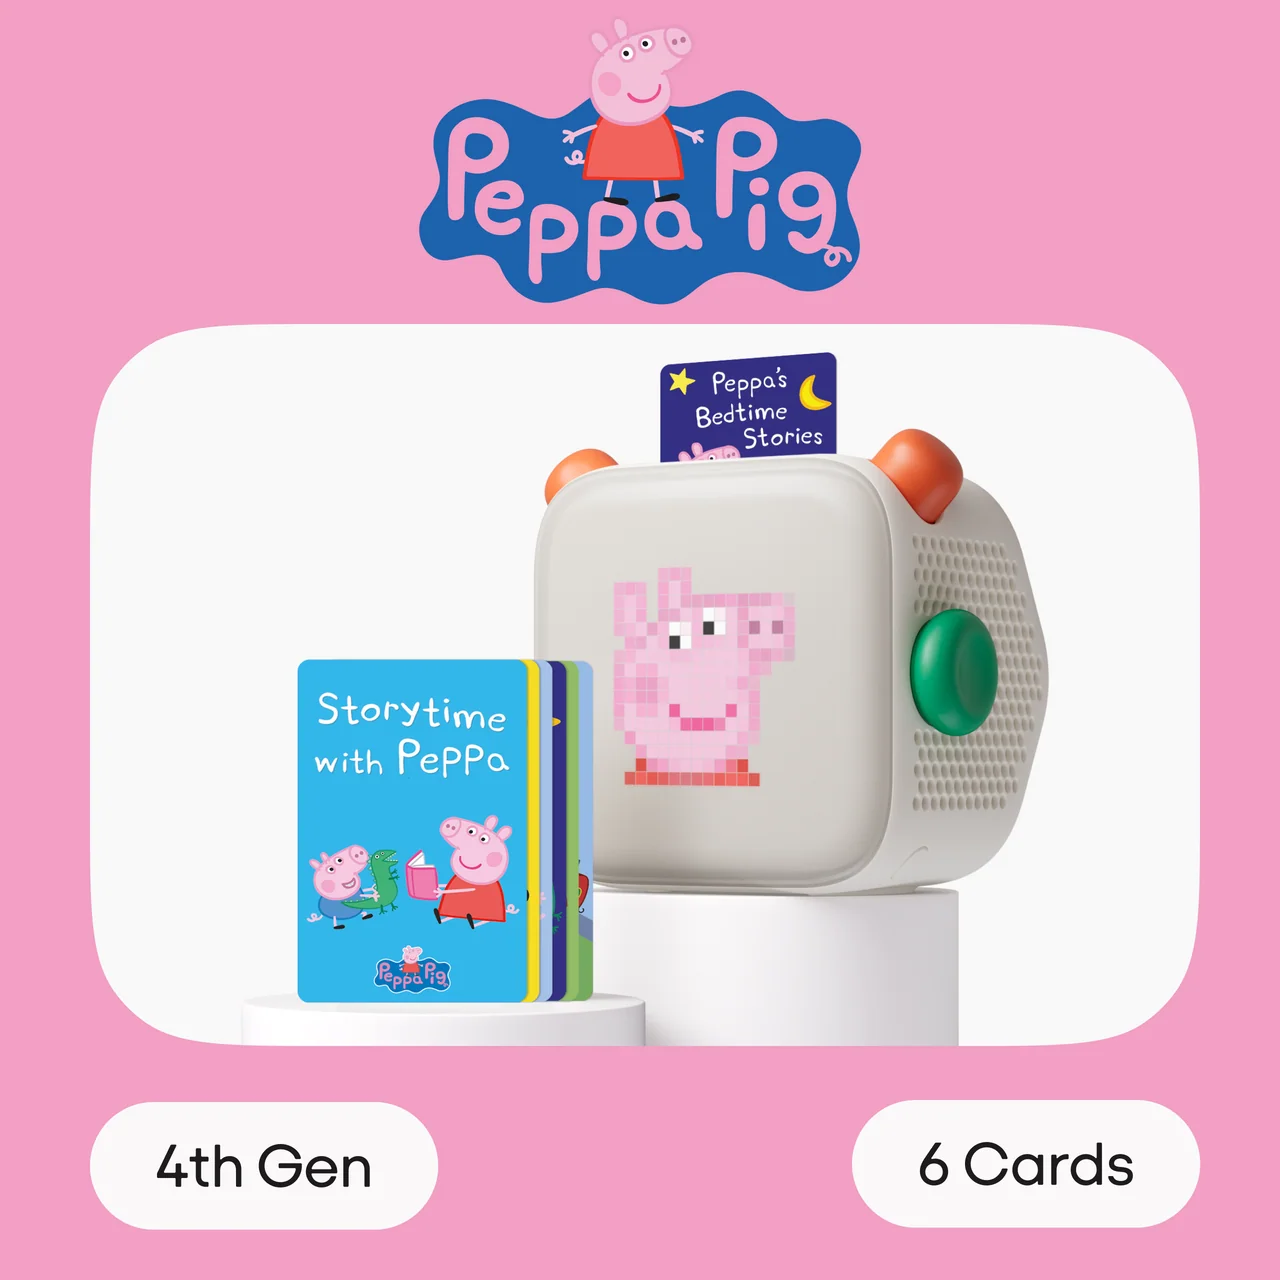 Peppa Pig
Peppa's
Bedtime
Stories
Storytime
with Peppa
Peppa Pig
4th Gen
6 Cards